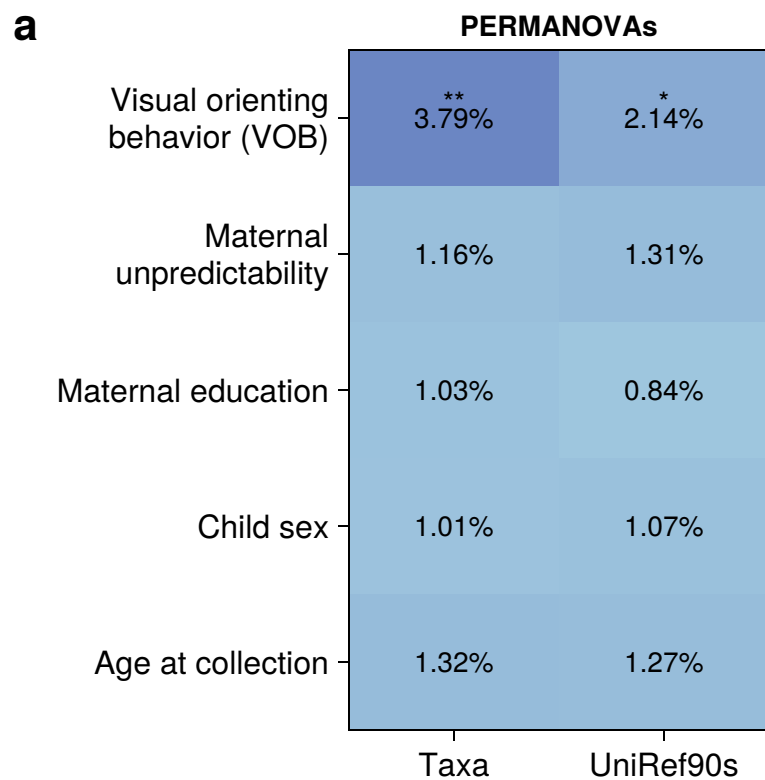 a
PERMANOVAs
Visual orienting
behavior (VOB)
**
3.79%
*
2.14%
Maternal
unpredictability
1.16%
1.31%
Maternal education
1.03%
0.84%
Child sex
1.01%
1.07%
Age at collection
1.32%
1.27%
Taxa
UniRef90s